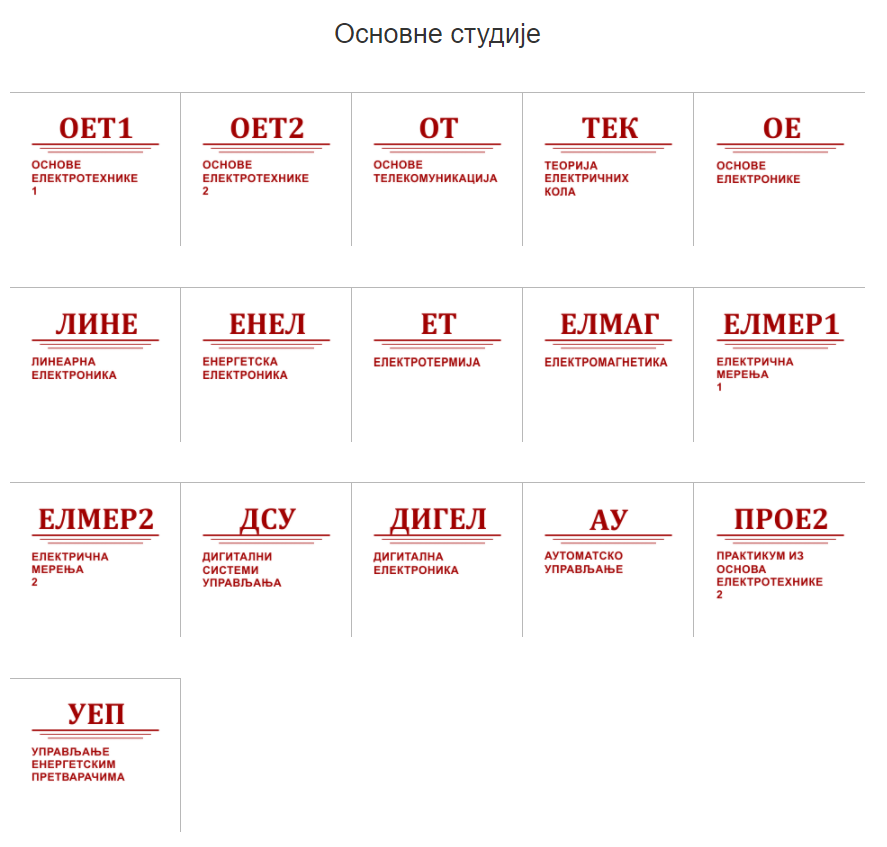 Основне студије
ОЕТ1
ОСНОВЕ
ЕЛЕКТРОТЕХНИКЕ
1
ОЕТ2
ОСНОВЕ
ЕЛЕКТРОТЕХНИКЕ
2
ОТ
ОСНОВЕ
ТЕЛЕКОМУНИКАЦИЈА
ТЕК
ТЕОРИЈА
ЕЛЕКТРИЧНИХ
КОЛА
ОЕ
ОСНОВЕ
ЕЛЕКТРОНИКЕ
ЛИНЕ
ЛИНЕАРНА
ЕЛЕКТРОНИКА
ЕНЕЛ
ЕНЕРГЕТСКА
ЕЛЕКТРОНИКА
ЕТ
ЕЛЕКТРОТЕРМИЈА
ЕЛМАГ
ЕЛЕКТРОМАГНЕТИКА
ЕЛМЕР1
ЕЛЕКТРИЧНА
МЕРЕЊА
1
ЕЛМЕР2
ЕЛЕКТРИЧНА
МЕРЕЊА
2
ДСУ
ДИГИТАЛНИ
СИСТЕМИ
УПРАВЉАЊА
ДИГЕЛ
ДИГИТАЛНА
ЕЛЕКТРОНИКА
АУ
АУТОМАТСКО
УПРАВЉАЊЕ
ПРОЕ2
ПРАКТИКУМ ИЗ
ОСНОВА
ЕЛЕКТРОТЕХНИКЕ
2
УЕП
УПРАВЉАЊЕ
ЕНЕРГЕТСКИМ
ПРЕТВАРАЧИМА